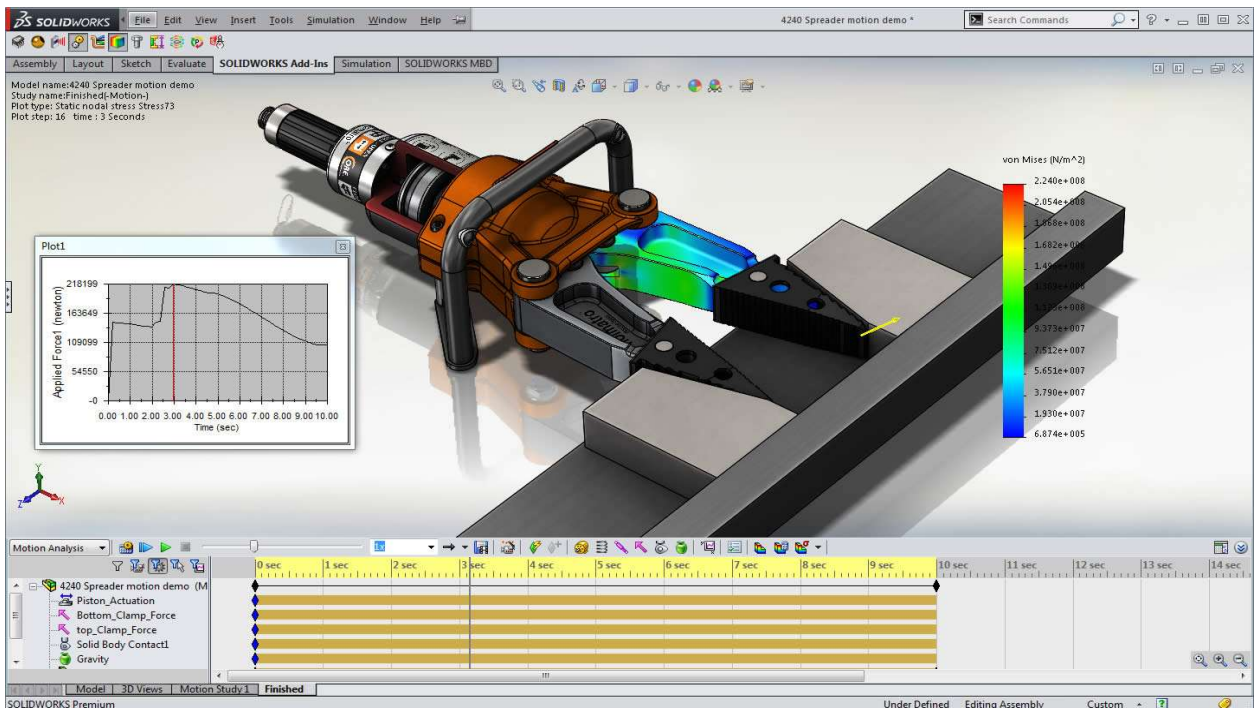 SOLIDWORKS File Edit View Insert Tools Simulation Window Help 4240 Spreader motion demo * Search Commands
Assembly Layout Sketch Evaluate SOLIDWORKS Add-Ins Simulation SOLIDWORKS MBD
Model name:4240 Spreader motion demo
Study name:Finished(-Motion-)
Plot type: Static nodal stress Stress73
Plot step: 16 time : 3 Seconds
von Mises (N/m^2)
2.240e+008
2.054e+008
1.868e+008
1.682e+008
9.373e+007
7.512e+007
5.651e+007
3.790e+007
1.930e+007
6.874e+005
Plot1
Applied Force1 (newton)
218199
163649
109099
54550
-0
0.00 1.00 2.00 3.00 4.00 5.00 6.00 7.00 8.00 9.00 10.00
Time (sec)
CORE
holmatro
Y
Z
X
Motion Analysis
0 sec 1 sec 2 sec 3 sec 4 sec 5 sec 6 sec 7 sec 8 sec 9 sec 10 sec 11 sec 12 sec 13 sec 14 sec
4240 Spreader motion demo (M
Piston_Actuation
Bottom_Clamp_Force
top_Clamp_Force
Solid Body Contact1
Gravity
Model 3D Views Motion Study 1 Finished
SOLIDWORKS Premium Under Defined Editing Assembly Custom